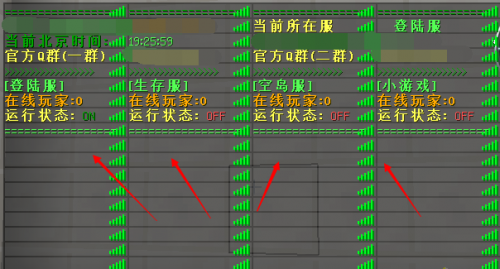 当前所在服 登陆服
当前北京时间: 19:25:59
官方Q群(一群) 官方Q群(二群)
==============================
[登陆服] [生存服] [空岛服] [小游戏]
在线玩家:0 在线玩家:0 在线玩家:0 在线玩家:0
运行状态: ON 运行状态: OFF 运行状态: OFF 运行状态: OFF
==============================